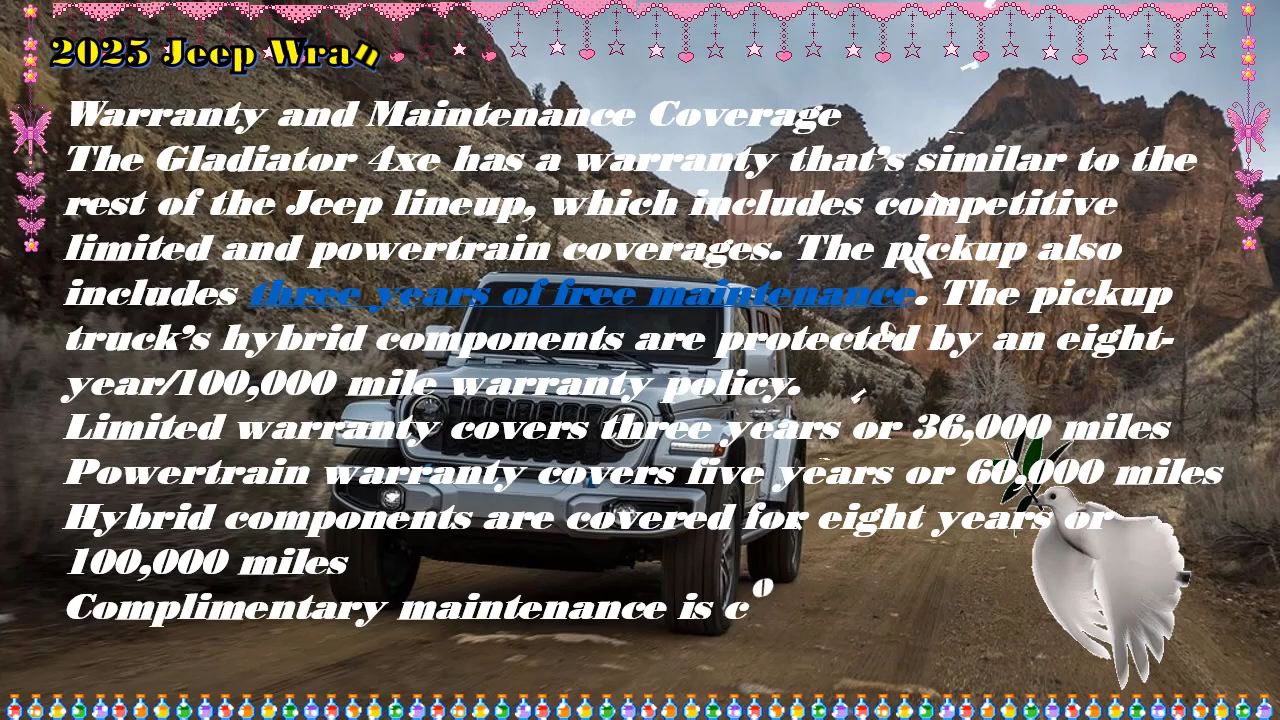 2025 Jeep Wran
Warranty and Maintenance Coverage
The Gladiator 4xe has a warranty that’s similar to the
rest of the Jeep lineup, which includes competitive
limited and powertrain coverages. The pickup also
includes three years of free maintenance. The pickup
truck’s hybrid components are protected by an eight-
year/100,000 mile warranty policy.
Limited warranty covers three years or 36,000 miles
Powertrain warranty covers five years or 60,000 miles
Hybrid components are covered for eight years or
100,000 miles
Complimentary maintenance is co